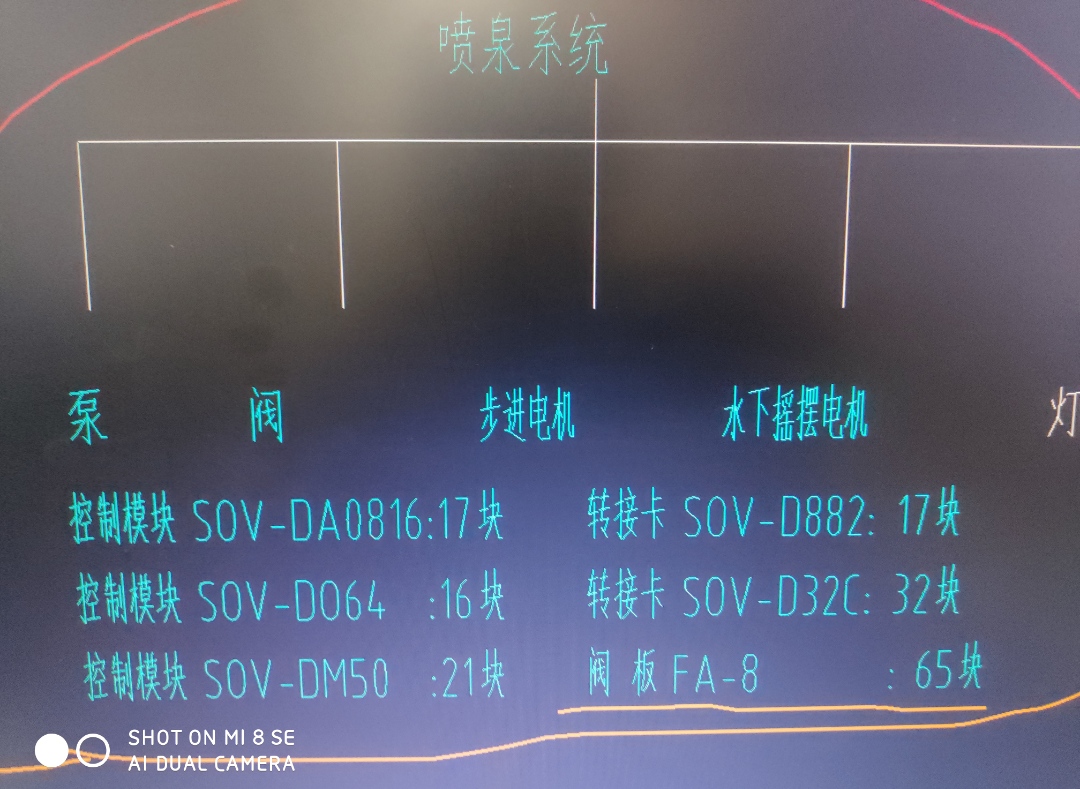 喷泉系统
泵 阀 步进电机 水下摇摆电机 灯
控制模块 SOV-DA0816:17块 转接卡 SOV-D882: 17块
控制模块 SOV-DO64 :16块 转接卡 SOV-D32C: 32块
控制模块 SOV-DM50 :21块 阀 板 FA-8 : 65块
SHOT ON MI 8 SE
AI DUAL CAMERA